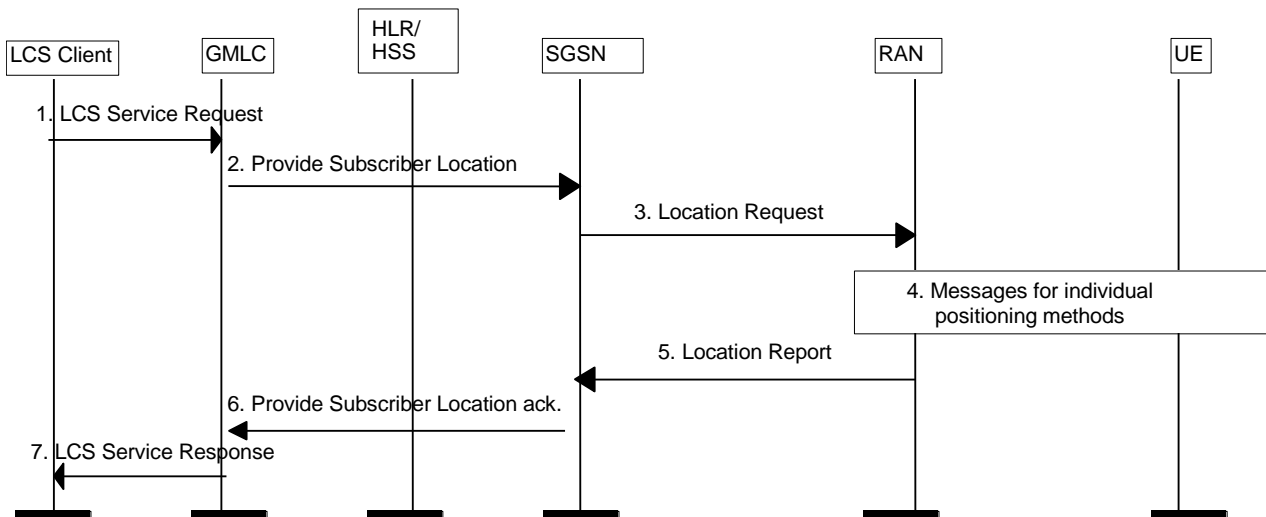 HLR/
HSS
LCS Client
GMLC
SGSN
RAN
UE
1. LCS Service Request
2. Provide Subscriber Location
3. Location Request
4. Messages for individual
positioning methods
5. Location Report
6. Provide Subscriber Location ack.
7. LCS Service Response